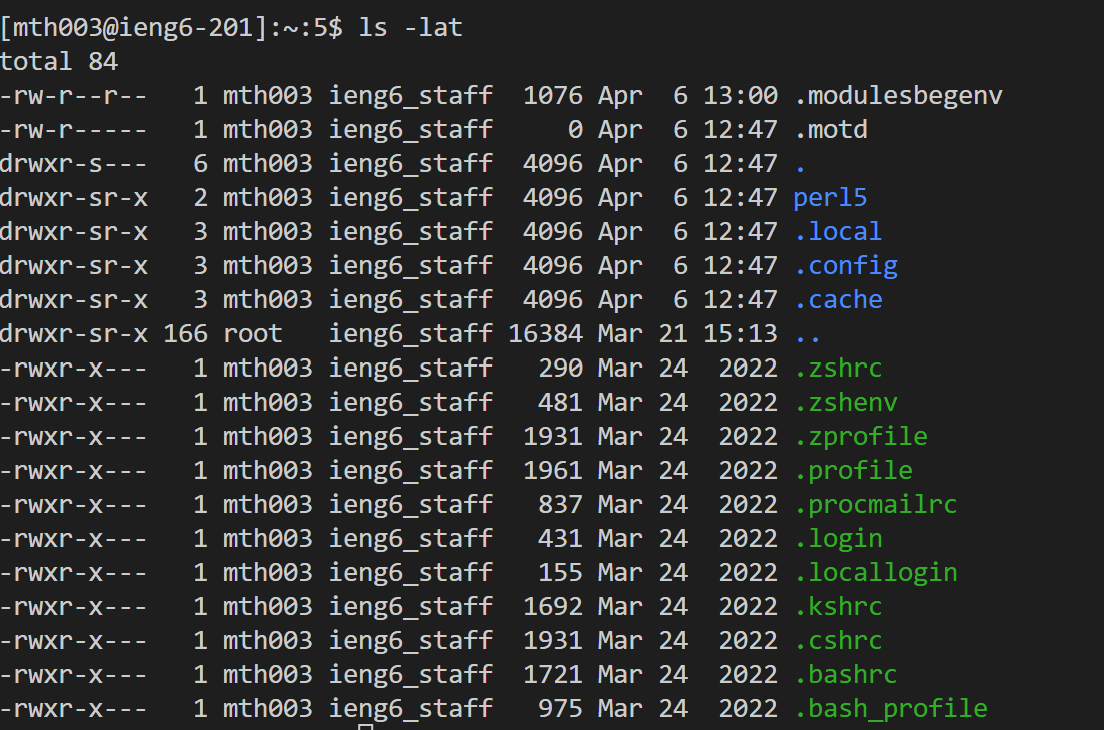 [mth003@ieng6-201]:~:5$ ls -lat
total 84
-rw-r--r--   1 mth003 ieng6_staff  1076 Apr  6 13:00 .modulesbegenv
-rw-r-----   1 mth003 ieng6_staff     0 Apr  6 12:47 .motd
drwxr-s---   6 mth003 ieng6_staff  4096 Apr  6 12:47 .
drwxr-sr-x   2 mth003 ieng6_staff  4096 Apr  6 12:47 perl5
drwxr-sr-x   3 mth003 ieng6_staff  4096 Apr  6 12:47 .local
drwxr-sr-x   3 mth003 ieng6_staff  4096 Apr  6 12:47 .config
drwxr-sr-x   3 mth003 ieng6_staff  4096 Apr  6 12:47 .cache
drwxr-sr-x 166 root   ieng6_staff 16384 Mar 21 15:13 ..
-rwxr-x---   1 mth003 ieng6_staff   290 Mar 24  2022 .zshrc
-rwxr-x---   1 mth003 ieng6_staff   481 Mar 24  2022 .zshenv
-rwxr-x---   1 mth003 ieng6_staff  1931 Mar 24  2022 .zprofile
-rwxr-x---   1 mth003 ieng6_staff  1961 Mar 24  2022 .profile
-rwxr-x---   1 mth003 ieng6_staff   837 Mar 24  2022 .procmailrc
-rwxr-x---   1 mth003 ieng6_staff   431 Mar 24  2022 .login
-rwxr-x---   1 mth003 ieng6_staff   155 Mar 24  2022 .locallogin
-rwxr-x---   1 mth003 ieng6_staff  1692 Mar 24  2022 .kshrc
-rwxr-x---   1 mth003 ieng6_staff  1931 Mar 24  2022 .cshrc
-rwxr-x---   1 mth003 ieng6_staff  1721 Mar 24  2022 .bashrc
-rwxr-x---   1 mth003 ieng6_staff   975 Mar 24  2022 .bash_profile